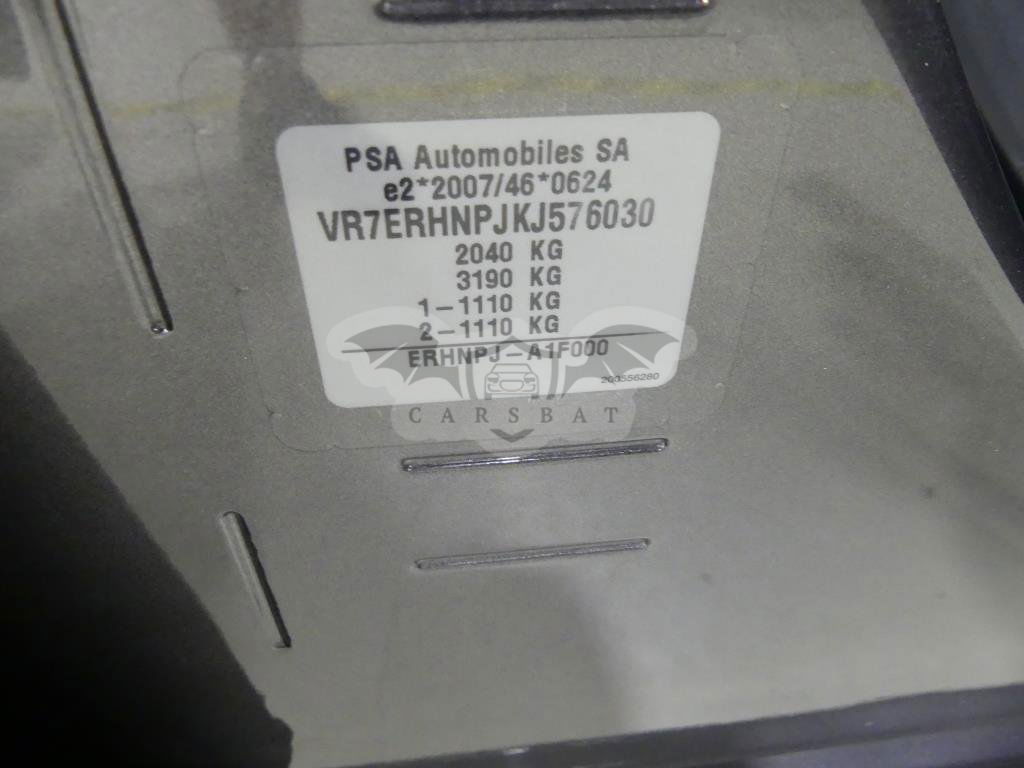 PSA Automobiles SA
e2*2007/46*0624
VR7ERHNPJKJ576030
2040 KG
3190 KG
1-1110 KG
2-1110 KG
ERHNPJ-A1F000
200556280
CARSBAT